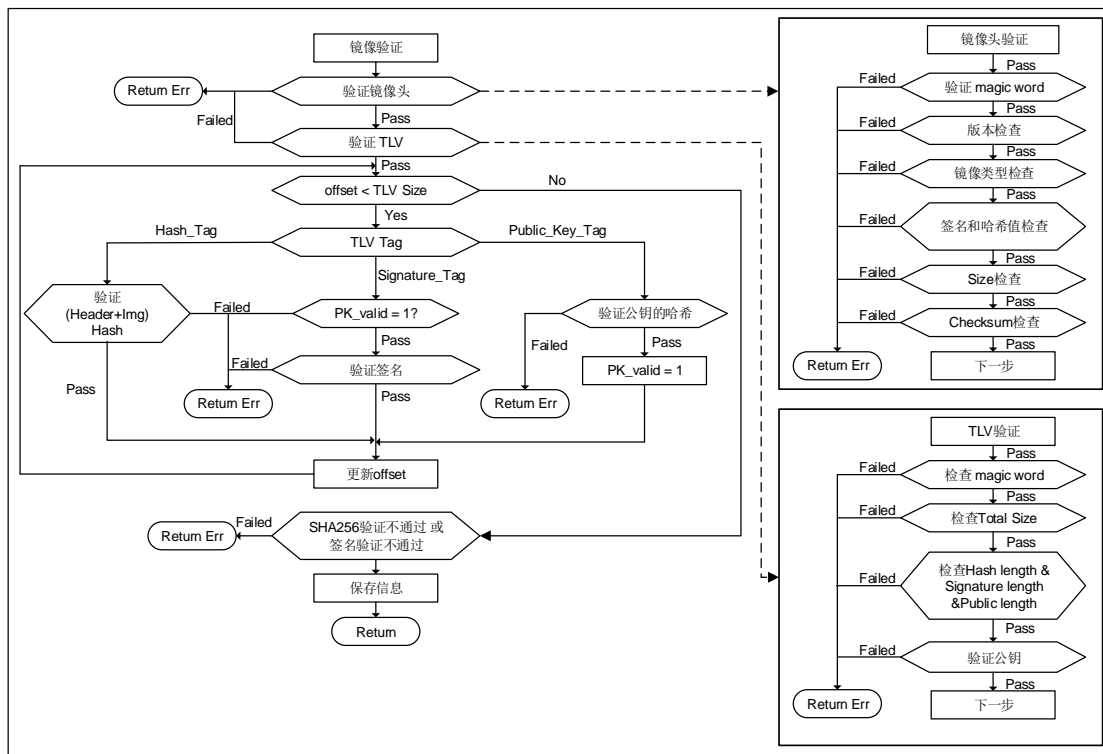 镜像验证
验证镜像头
Return Err
Pass
Failed
验证 TLV
Pass
offset < TLV Size
No
Yes
Hash_Tag
TLV Tag
Public_Key_Tag
Signature_Tag
验证
(Header+Img)
Hash
Failed
PK_valid = 1?
验证公钥的哈希
Pass
Failed
Pass
Failed
验证签名
PK_valid = 1
Pass
Return Err
Pass
Return Err
更新offset
SHA256验证不通过 或
签名验证不通过
Failed
Return Err
保存信息
Return
镜像头验证
Pass
Failed
验证 magic word
Pass
Failed
版本检查
Pass
Failed
镜像类型检查
Pass
Failed
签名和哈希值检查
Pass
Failed
Size检查
Pass
Failed
Checksum检查
Pass
Return Err
下一步
TLV验证
Pass
Failed
检查 magic word
Pass
Failed
检查Total Size
Pass
Failed
检查Hash length &
Signature length
&Public length
Pass
Failed
验证公钥
Pass
Return Err
下一步